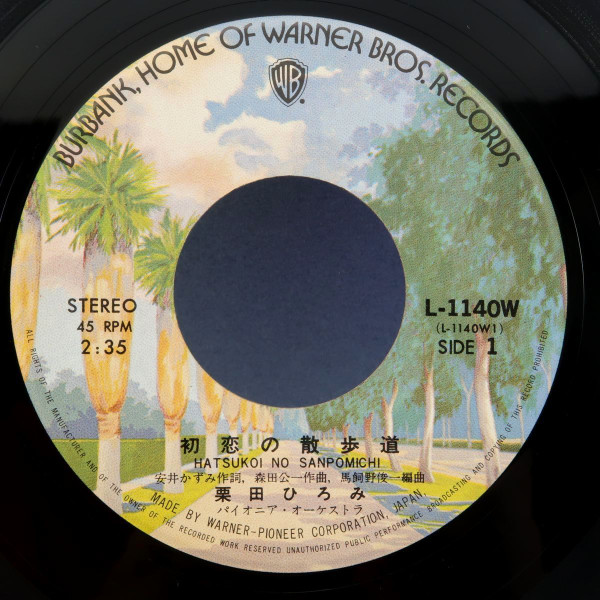 BURBANK, HOME OF WARNER BROS. RECORDS
WB
STEREO
45 RPM
2:35
L-1140W
(L-1140W1)
SIDE 1
初恋の散歩道
HATSUKOI NO SANPOMICHI
安井かずみ作詞, 森田公一作曲, 馬飼野俊一編曲
栗田ひろみ
パイオニア・オーケストラ
MADE BY WARNER-PIONEER CORPORATION, JAPAN.
ALL RIGHTS OF THE MANUFACTURER AND OF THE OWNER OF THE RECORDED WORK RESERVED UNAUTHORIZED PUBLIC PERFORMANCE BROADCASTING AND COPYING OF THIS RECORD PROHIBITED